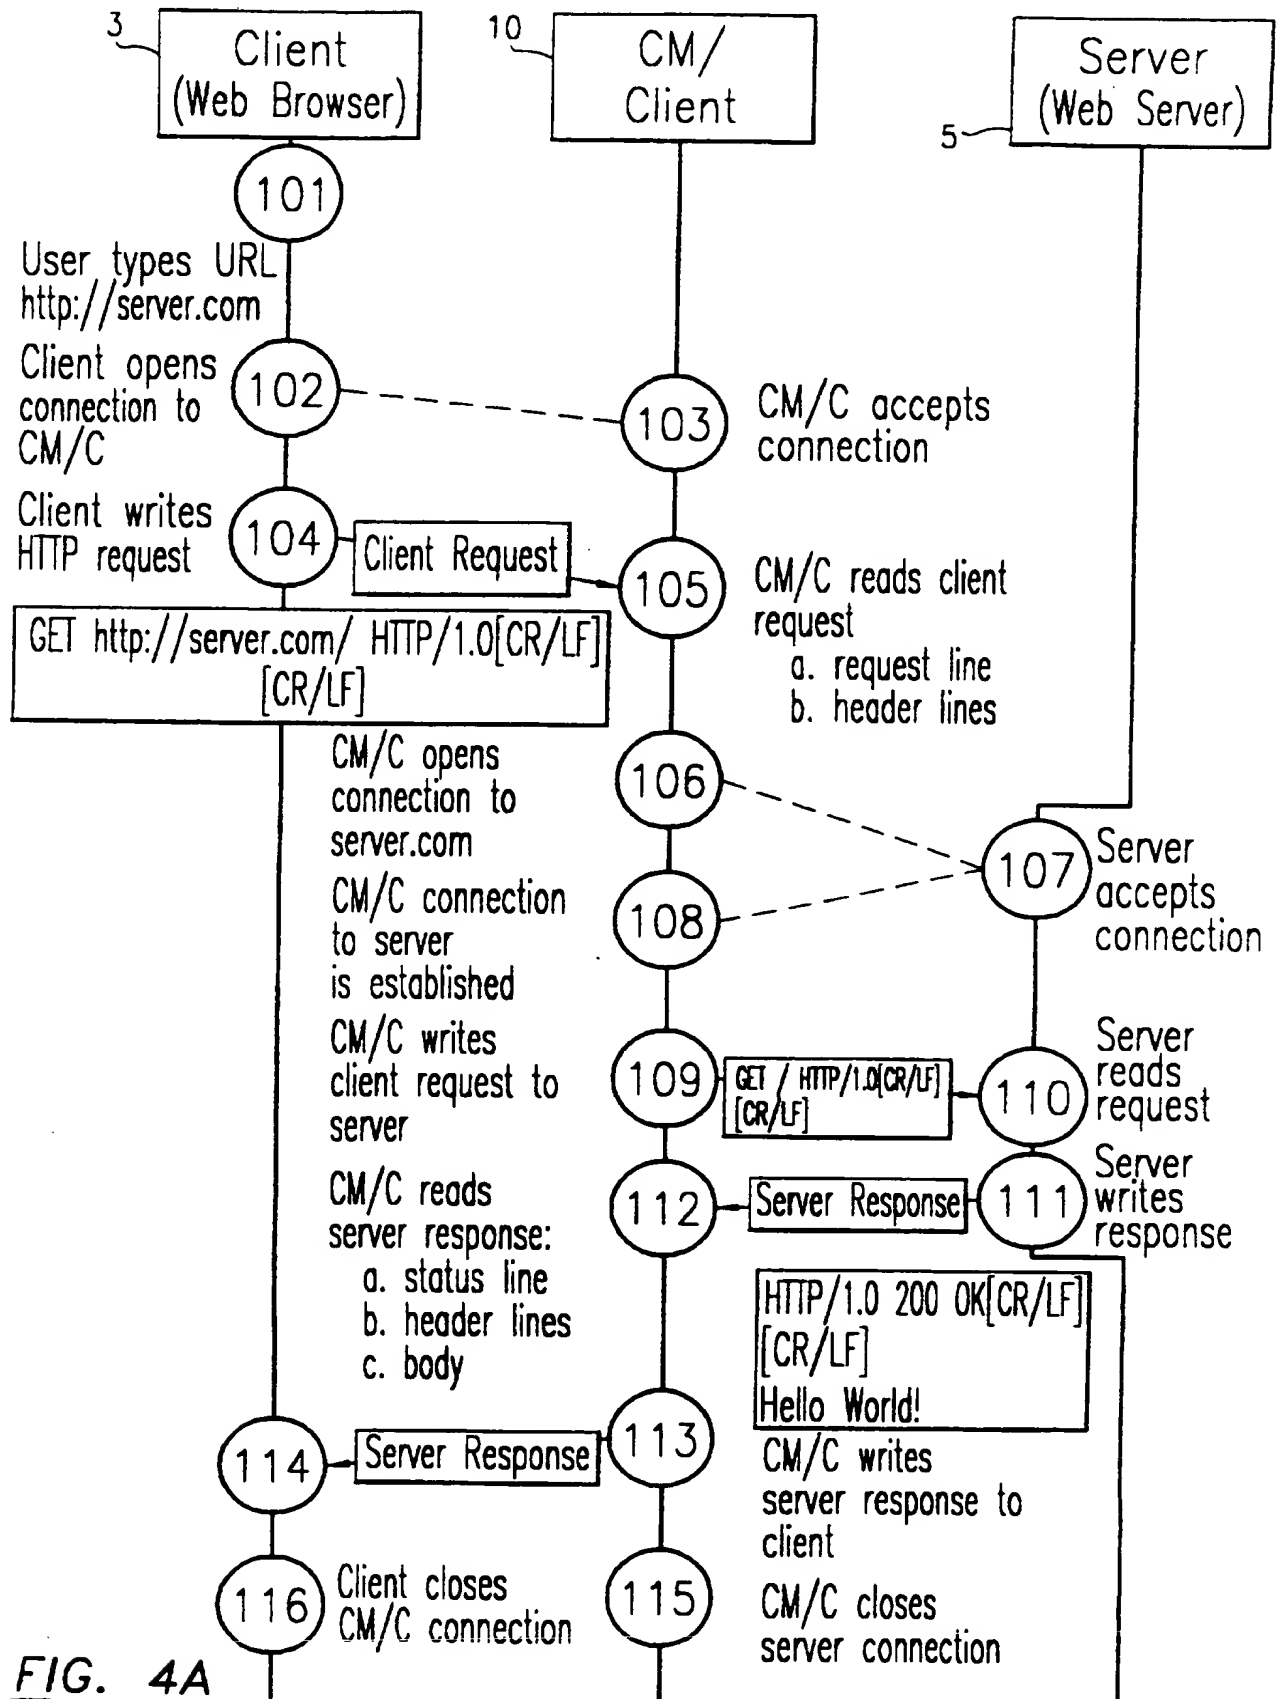 3
Client
(Web Browser)
10
CM/
Client
Server
(Web Server)
5
101
User types URL
http://server.com
Client opens
connection to
CM/C
102
103
CM/C accepts
connection
Client writes
HTTP request
104
Client Request
105
CM/C reads client
request
a. request line
b. header lines
GET http://server.com/ HTTP/1.0[CR/LF]
[CR/LF]
CM/C opens
connection to
server.com
106
107
Server
accepts
connection
CM/C connection
to server
is established
108
CM/C writes
client request to
server
109
GET / HTTP/1.0[CR/LF]
[CR/LF]
110
Server
reads
request
CM/C reads
server response:
a. status line
b. header lines
c. body
112
Server Response
111
Server
writes
response
HTTP/1.0 200 OK[CR/LF]
[CR/LF]
Hello World!
114
Server Response
113
CM/C writes
server response to
client
116
Client closes
CM/C connection
115
CM/C closes
server connection
FIG. 4A